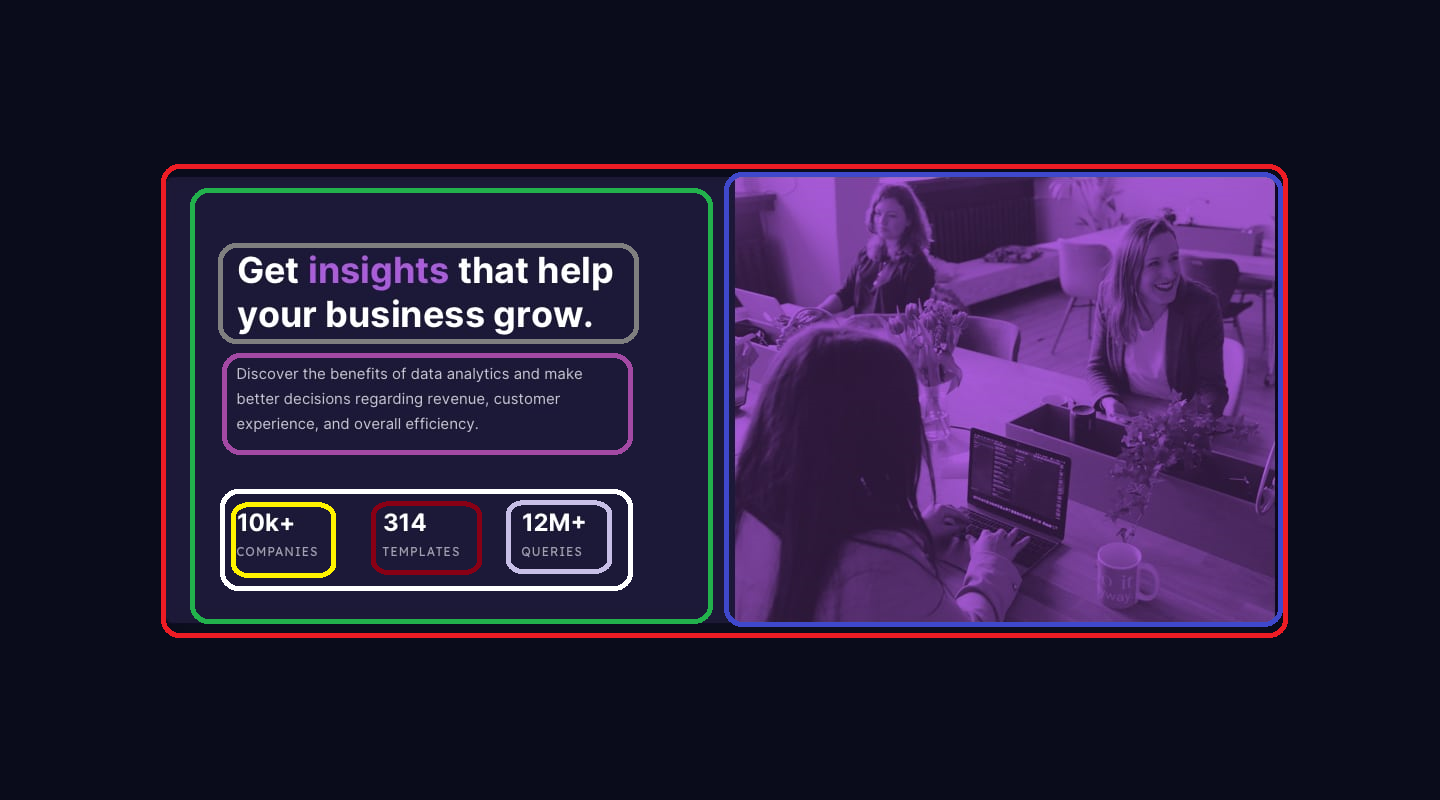 Get insights that help
your business grow.
Discover the benefits of data analytics and make
better decisions regarding revenue, customer
experience, and overall efficiency.
10k+
COMPANIES
314
TEMPLATES
12M+
QUERIES